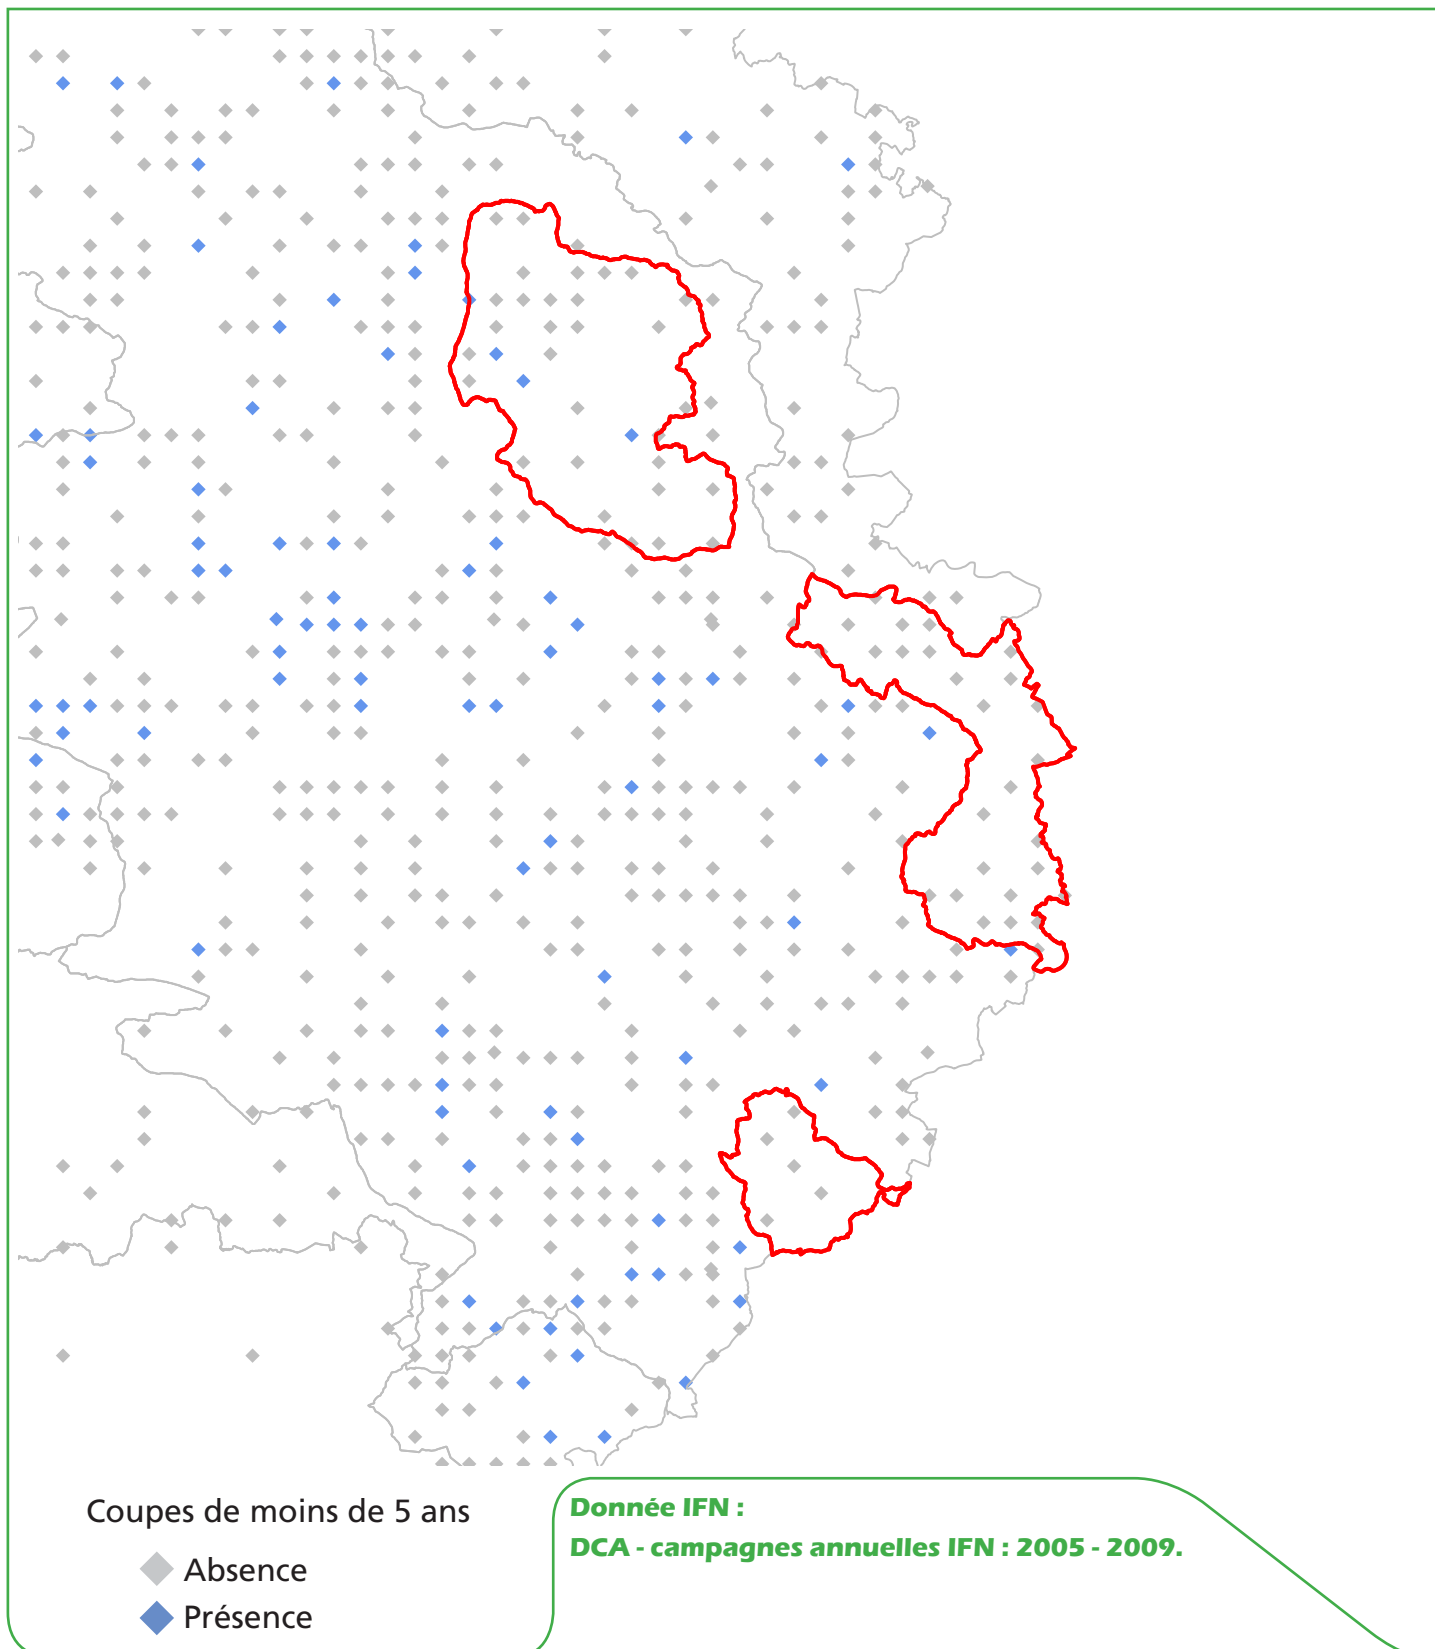 Coupes de moins de 5 ans
Absence
Présence
Donnée IFN :
DCA - campagnes annuelles IFN : 2005 - 2009.